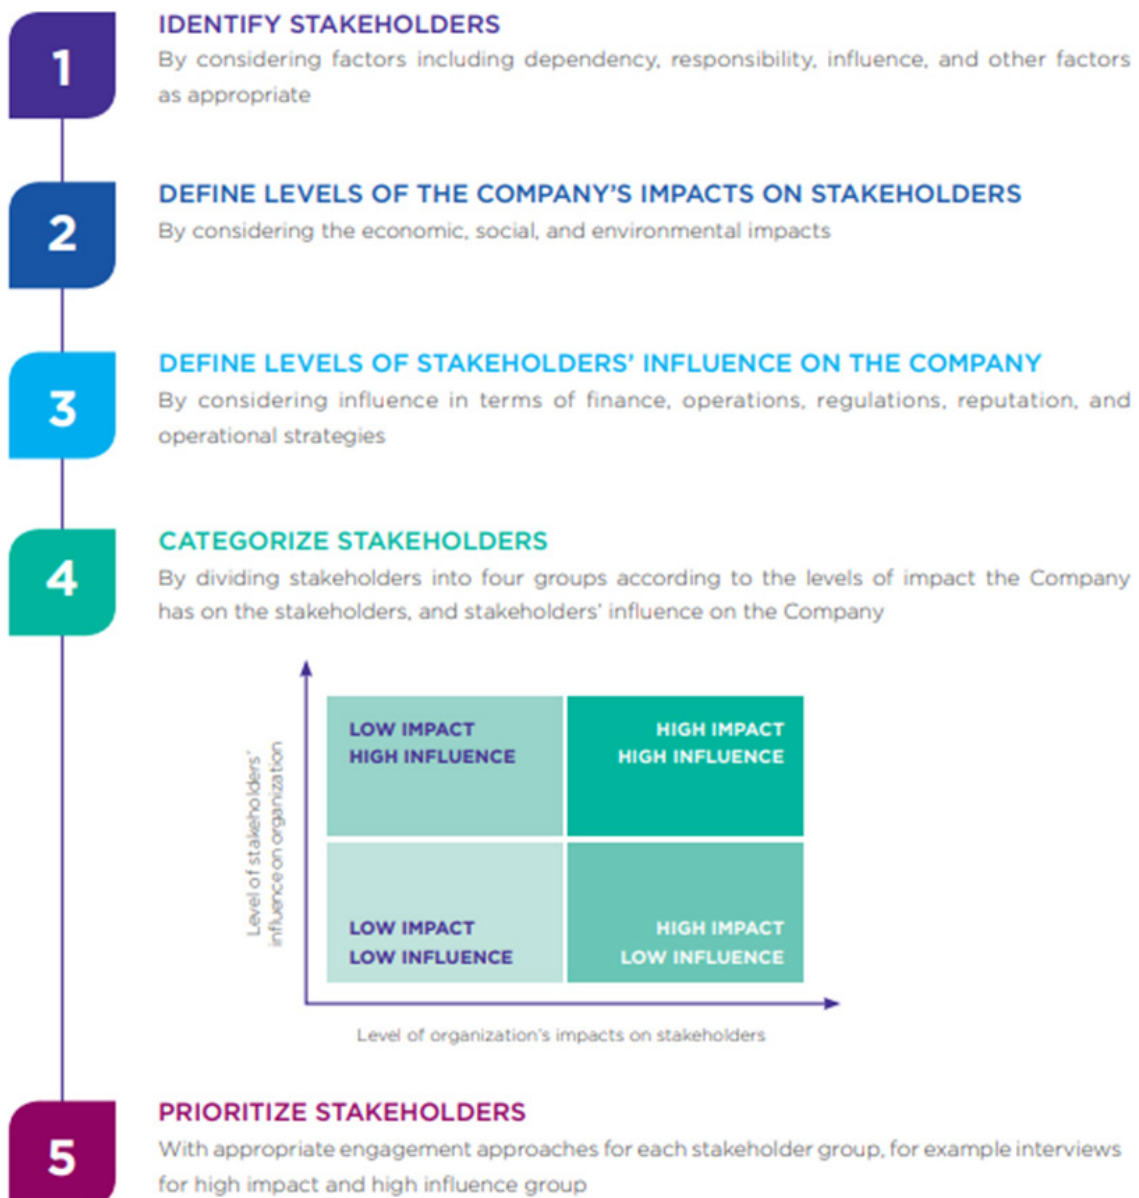 1
IDENTIFY STAKEHOLDERS
By considering factors including dependency, responsibility, influence, and other factors
as appropriate
2
DEFINE LEVELS OF THE COMPANY'S IMPACTS ON STAKEHOLDERS
By considering the economic, social, and environmental impacts
3
DEFINE LEVELS OF STAKEHOLDERS' INFLUENCE ON THE COMPANY
By considering influence in terms of finance, operations, regulations, reputation, and
operational strategies
4
CATEGORIZE STAKEHOLDERS
By dividing stakeholders into four groups according to the levels of impact the Company
has on the stakeholders, and stakeholders' influence on the Company
Level of stakeholders'
influence on organization
LOW IMPACT
HIGH INFLUENCE
HIGH IMPACT
HIGH INFLUENCE
LOW IMPACT
LOW INFLUENCE
HIGH IMPACT
LOW INFLUENCE
Level of organization's impacts on stakeholders
5
PRIORITIZE STAKEHOLDERS
With appropriate engagement approaches for each stakeholder group, for example interviews
for high impact and high influence group